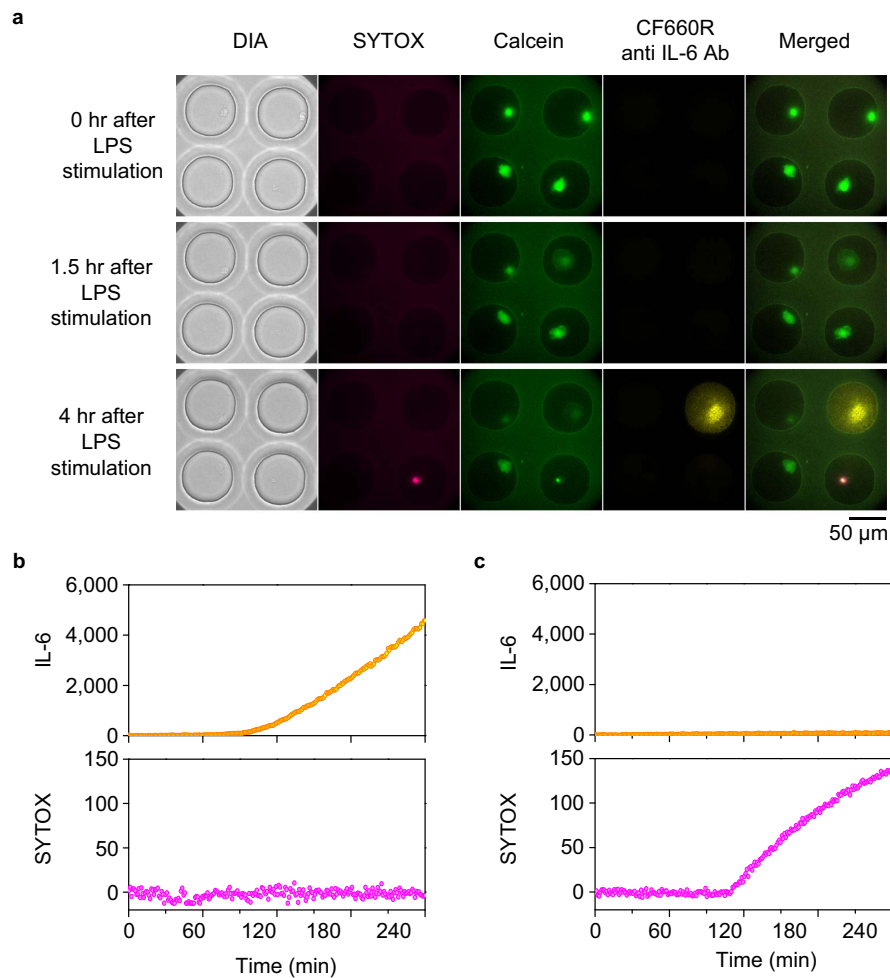 a
DIA
SYTOX
Calcein
CF660R
anti IL-6 Ab
Merged
0 hr after
LPS
stimulation
1.5 hr after
LPS
stimulation
4 hr after
LPS
stimulation
50 µm
b
6,000
4,000
2,000
0
IL-6
150
100
50
0
SYTOX
0 60 120 180 240
Time (min)
c
6,000
4,000
2,000
0
IL-6
150
100
50
0
SYTOX
0 60 120 180 240
Time (min)